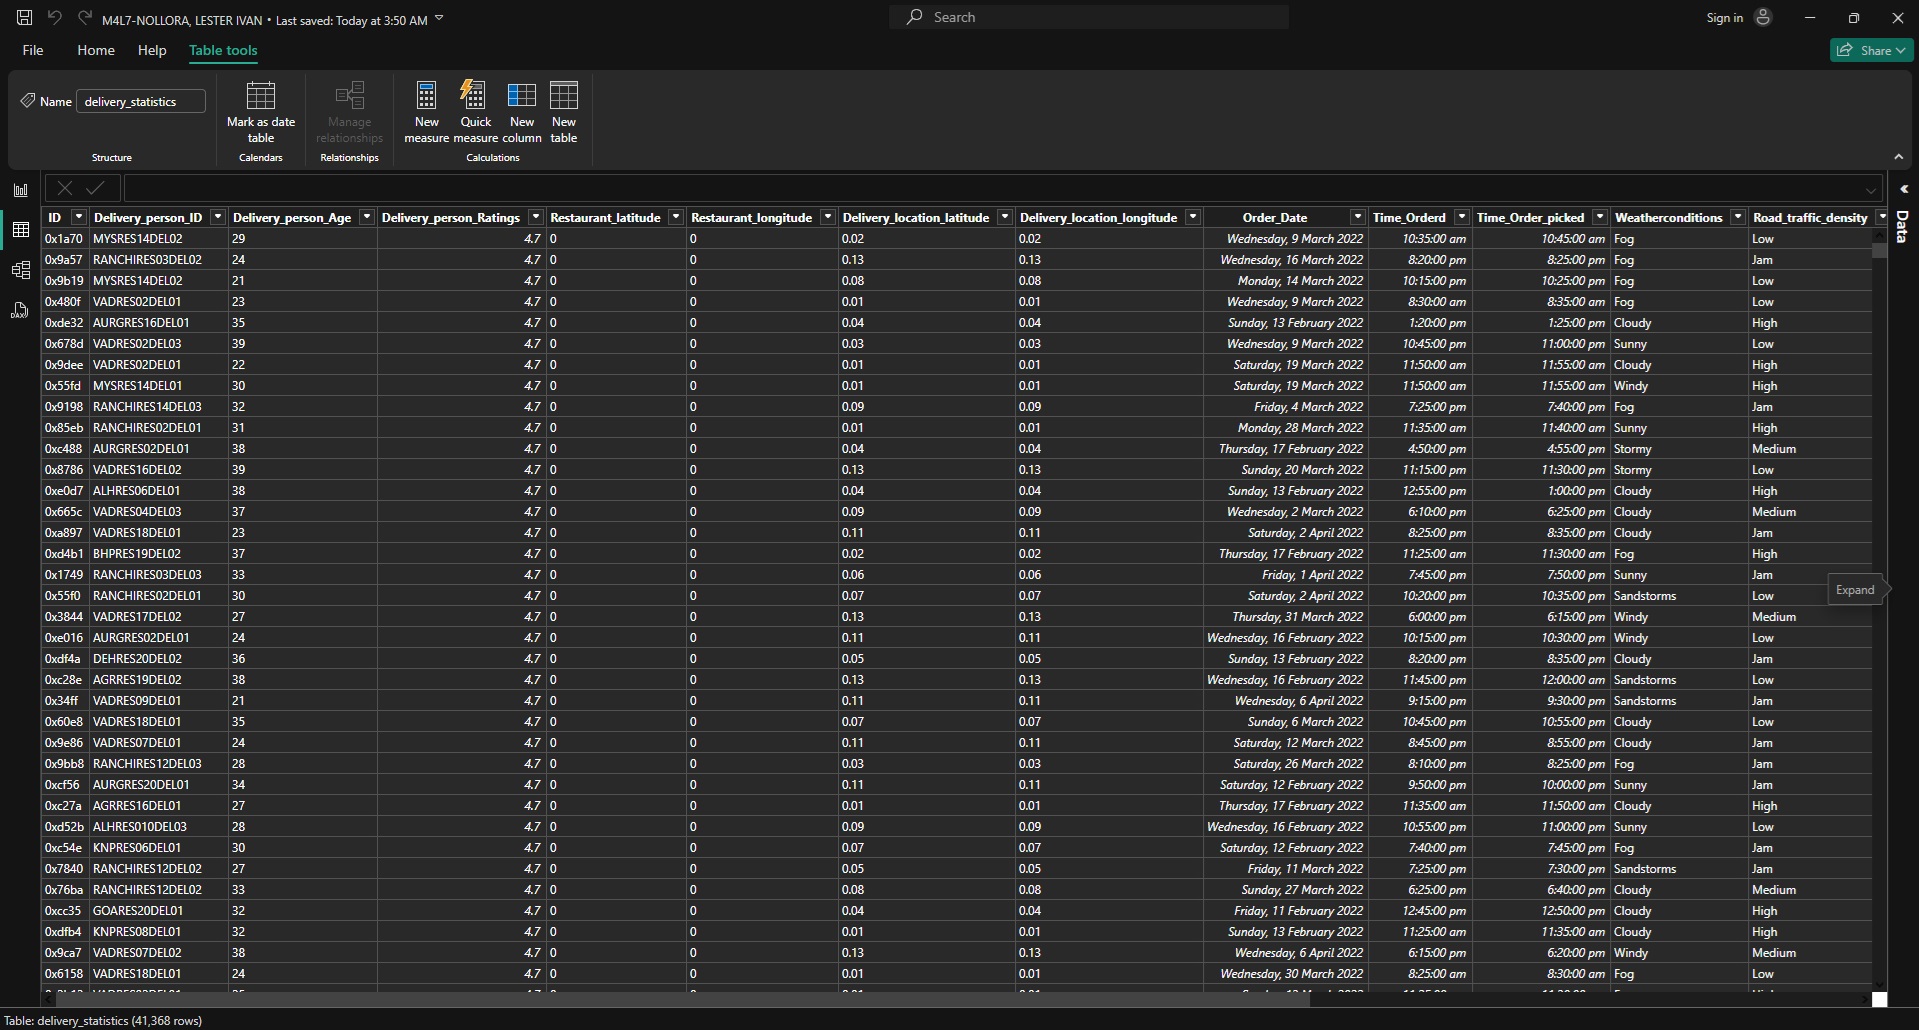 M4L7-NOLLORA, LESTER IVAN • Last saved: Today at 3:50 AM
Search
Sign in
File Home Help Table tools
Share
Name delivery_statistics
Mark as date table
Manage relationships
New measure
Quick measure
New column
New table
Structure Calendars Relationships Calculations
ID Delivery_person_ID Delivery_person_Age Delivery_person_Ratings Restaurant_latitude Restaurant_longitude Delivery_location_latitude Delivery_location_longitude Order_Date Time_Orderd Time_Order_picked Weatherconditions Road_traffic_density
0x1a70 MYSRES14DEL02 29 4.7 0 0 0.02 0.02 Wednesday, 9 March 2022 10:35:00 am 10:45:00 am Fog Low
0x9a57 RANCHIRES03DEL02 24 4.7 0 0 0.13 0.13 Wednesday, 16 March 2022 8:20:00 pm 8:25:00 pm Fog Jam
0x9b19 MYSRES14DEL02 21 4.7 0 0 0.08 0.08 Monday, 14 March 2022 10:15:00 pm 10:25:00 pm Fog Low
0x480f VADRES02DEL01 23 4.7 0 0 0.01 0.01 Wednesday, 9 March 2022 8:30:00 am 8:35:00 am Fog Low
0xde32 AURGRES16DEL01 35 4.7 0 0 0.04 0.04 Sunday, 13 February 2022 1:20:00 pm 1:25:00 pm Cloudy High
0x678d VADRES02DEL03 39 4.7 0 0 0.03 0.03 Wednesday, 9 March 2022 10:45:00 pm 11:00:00 pm Sunny Low
0x9dee VADRES02DEL01 22 4.7 0 0 0.01 0.01 Saturday, 19 March 2022 11:50:00 am 11:55:00 am Cloudy High
0x55fd MYSRES14DEL01 30 4.7 0 0 0.01 0.01 Saturday, 19 March 2022 11:50:00 am 11:55:00 am Windy High
0x9198 RANCHIRES14DEL03 32 4.7 0 0 0.09 0.09 Friday, 4 March 2022 7:25:00 pm 7:40:00 pm Fog Jam
0x85eb RANCHIRES02DEL01 31 4.7 0 0 0.01 0.01 Monday, 28 March 2022 11:35:00 am 11:40:00 am Sunny High
0xc488 AURGRES02DEL01 38 4.7 0 0 0.04 0.04 Thursday, 17 February 2022 4:50:00 pm 4:55:00 pm Stormy Medium
0x8786 VADRES16DEL02 39 4.7 0 0 0.13 0.13 Sunday, 20 March 2022 11:15:00 pm 11:30:00 pm Stormy Low
0xe0d7 ALHRES06DEL01 38 4.7 0 0 0.04 0.04 Sunday, 13 February 2022 12:55:00 pm 1:00:00 pm Cloudy High
0x665c VADRES04DEL03 37 4.7 0 0 0.09 0.09 Wednesday, 2 March 2022 6:10:00 pm 6:25:00 pm Cloudy Medium
0xa897 VADRES18DEL01 23 4.7 0 0 0.11 0.11 Saturday, 2 April 2022 8:25:00 pm 8:35:00 pm Cloudy Jam
0xd4b1 BHPRES19DEL02 37 4.7 0 0 0.02 0.02 Thursday, 17 February 2022 11:25:00 am 11:30:00 am Fog High
0x1749 RANCHIRES03DEL03 33 4.7 0 0 0.06 0.06 Friday, 1 April 2022 7:45:00 pm 7:50:00 pm Sunny Jam
0x55f0 RANCHIRES02DEL01 30 4.7 0 0 0.07 0.07 Saturday, 2 April 2022 10:20:00 pm 10:35:00 pm Sandstorms Low
0x3844 VADRES17DEL02 27 4.7 0 0 0.13 0.13 Thursday, 31 March 2022 6:00:00 pm 6:15:00 pm Windy Medium
0xe016 AURGRES02DEL01 24 4.7 0 0 0.11 0.11 Wednesday, 16 February 2022 10:15:00 pm 10:30:00 pm Windy Low
0xdf4a DEHRES20DEL02 36 4.7 0 0 0.05 0.05 Sunday, 13 February 2022 8:20:00 pm 8:35:00 pm Cloudy Jam
0xc28e AGRRES19DEL02 38 4.7 0 0 0.13 0.13 Wednesday, 16 February 2022 11:45:00 pm 12:00:00 am Sandstorms Low
0x34ff VADRES09DEL01 21 4.7 0 0 0.11 0.11 Wednesday, 6 April 2022 9:15:00 pm 9:30:00 pm Sandstorms Jam
0x60e8 VADRES18DEL01 35 4.7 0 0 0.07 0.07 Sunday, 6 March 2022 10:45:00 pm 10:55:00 pm Cloudy Low
0x9e86 VADRES07DEL01 24 4.7 0 0 0.11 0.11 Saturday, 12 March 2022 8:45:00 pm 8:55:00 pm Cloudy Jam
0x9bb8 RANCHIRES12DEL03 28 4.7 0 0 0.03 0.03 Saturday, 26 March 2022 8:10:00 pm 8:25:00 pm Fog Jam
0xcf56 AURGRES20DEL01 34 4.7 0 0 0.11 0.11 Saturday, 12 February 2022 9:50:00 pm 10:00:00 pm Sunny Jam
0xc27a AGRRES16DEL01 27 4.7 0 0 0.01 0.01 Thursday, 17 February 2022 11:35:00 am 11:50:00 am Cloudy High
0xd52b ALHRES010DEL03 28 4.7 0 0 0.09 0.09 Wednesday, 16 February 2022 10:55:00 pm 11:00:00 pm Sunny Low
0xc54e KNPRES06DEL01 30 4.7 0 0 0.07 0.07 Saturday, 12 February 2022 7:40:00 pm 7:45:00 pm Fog Jam
0x7840 RANCHIRES12DEL02 27 4.7 0 0 0.05 0.05 Friday, 11 March 2022 7:25:00 pm 7:30:00 pm Sandstorms Jam
0x76ba RANCHIRES12DEL02 33 4.7 0 0 0.08 0.08 Sunday, 27 March 2022 6:25:00 pm 6:40:00 pm Cloudy Medium
0xcc35 GOARES20DEL01 32 4.7 0 0 0.04 0.04 Friday, 11 February 2022 12:45:00 pm 12:50:00 pm Cloudy High
0xdfb4 KNPRES08DEL01 32 4.7 0 0 0.01 0.01 Sunday, 13 February 2022 11:25:00 am 11:35:00 am Cloudy High
0x9ca7 VADRES07DEL02 38 4.7 0 0 0.13 0.13 Wednesday, 6 April 2022 6:15:00 pm 6:20:00 pm Windy Medium
0x6158 VADRES18DEL01 24 4.7 0 0 0.01 0.01 Wednesday, 30 March 2022 8:25:00 am 8:30:00 am Fog Low
Expand
Data
DAX
Table: delivery_statistics (41,368 rows)